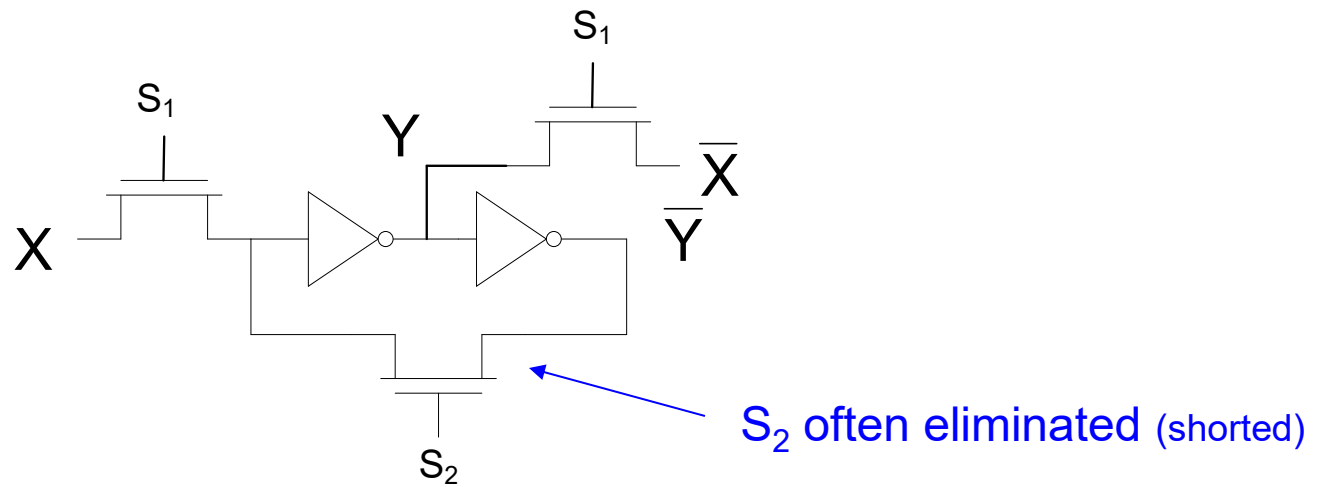 S₁
S₁
Y
X̅
X
Y̅
S₂ often eliminated (shorted)
S₂